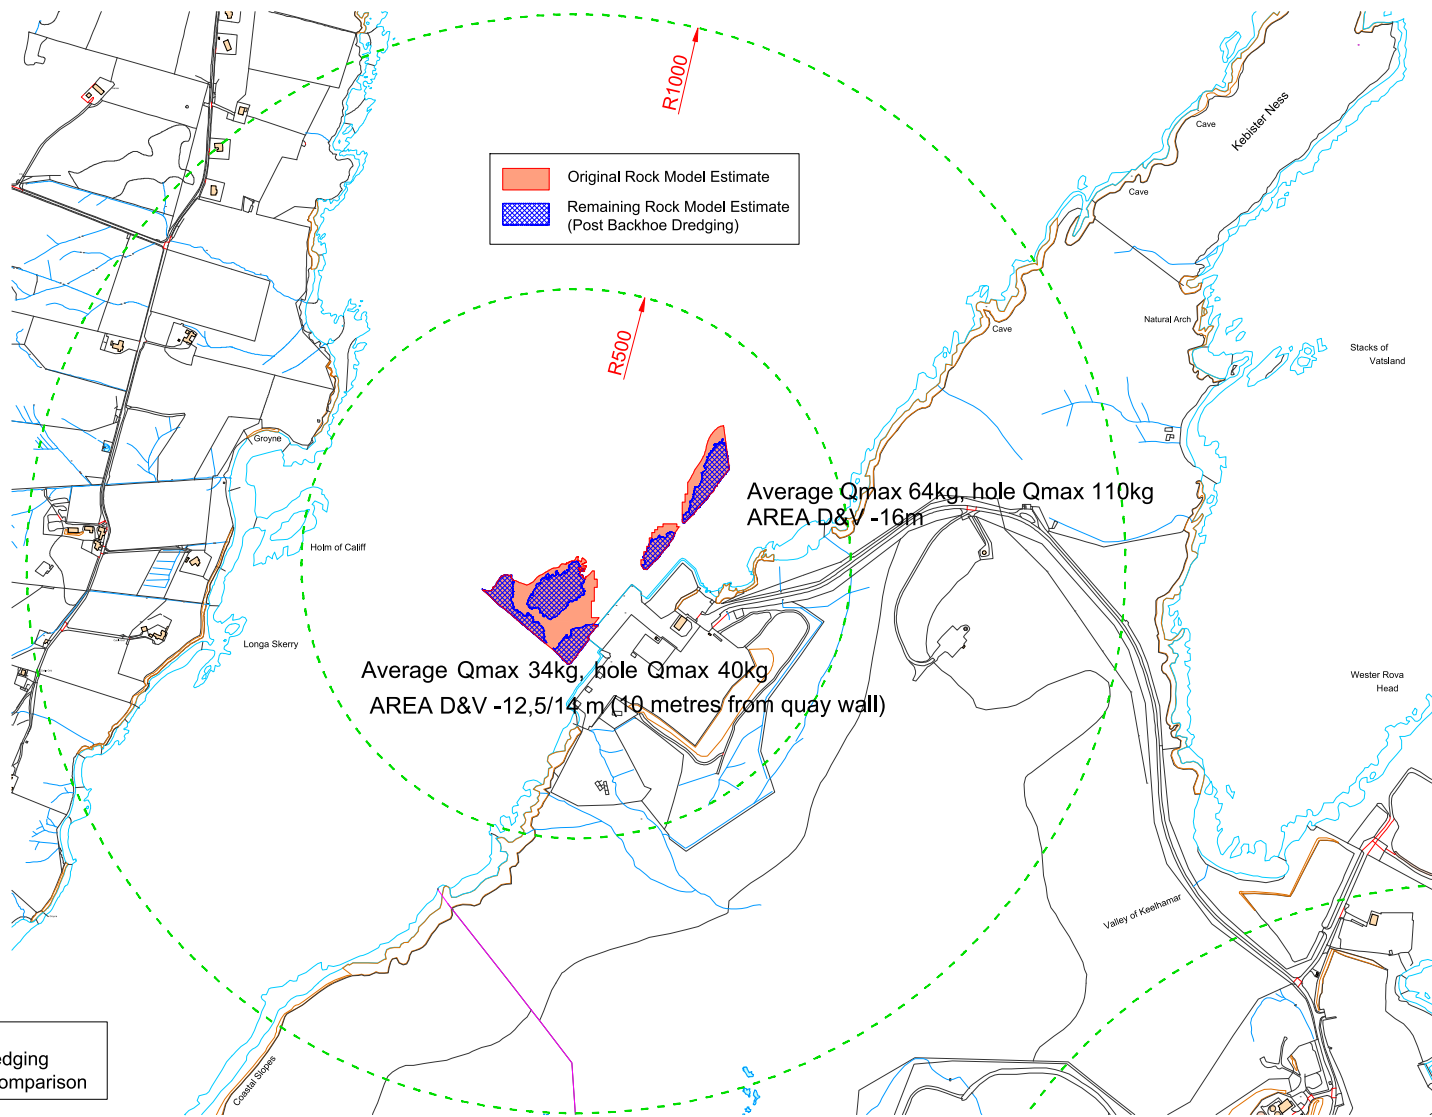 R1000
Original Rock Model Estimate
Remaining Rock Model Estimate
(Post Backhoe Dredging)
Cave
Kebister Ness
Cave
Natural Arch
Cave
Stacks of
Vatsland
R500
Groyne
Average Qmax 64kg, hole Qmax 110kg
AREA D&V -16m
Holm of Califf
Longa Skerry
Average Qmax 34kg, hole Qmax 40kg
AREA D&V -12,5/14 m (10 metres from quay wall)
Wester Rova
Head
Valley of Keelhamar
Coastal Slopes
edging
omparison